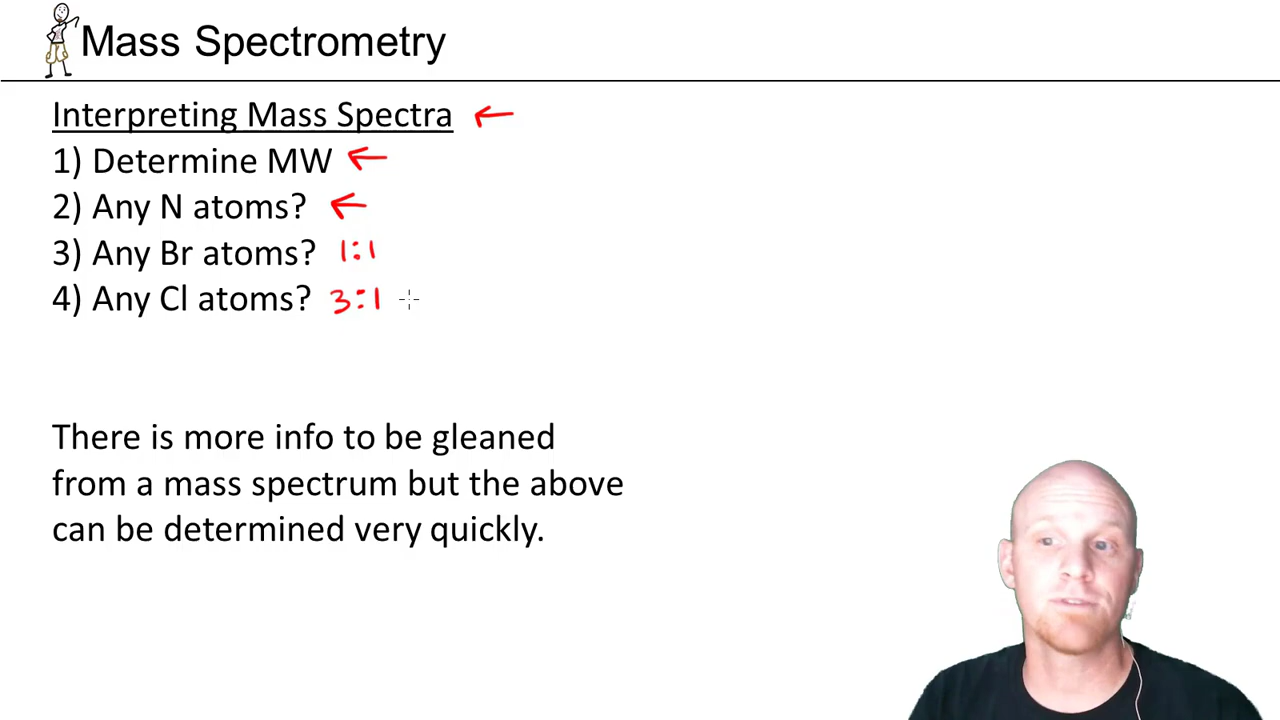 Mass Spectrometry
Interpreting Mass Spectra ←
1) Determine MW ←
2) Any N atoms? ←
3) Any Br atoms? 1:1
4) Any Cl atoms? 3:1
There is more info to be gleaned
from a mass spectrum but the above
can be determined very quickly.